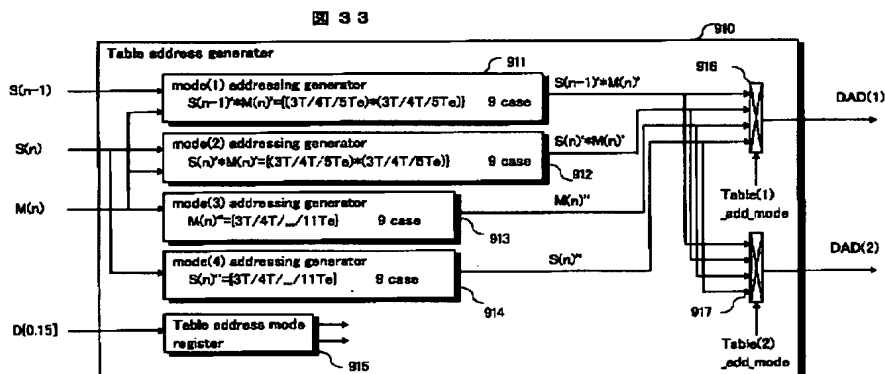 図 33
910
Table address generator
911
S(n-1)
mode(1) addressing generator
S(n-1)'*M(n)'={(3T/4T/5Te)*(3T/4T/5Te)} 9 case
S(n-1)'*M(n)'
916
DAD(1)
S(n)
mode(2) addressing generator
S(n)'*M(n)'={(3T/4T/5Te)*(3T/4T/5Te)} 9 case
S(n)'*M(n)'
912
M(n)
mode(3) addressing generator
M(n)"={3T/4T/,,,/11Te} 9 case
M(n)"
913
Table(1)
_add_mode
mode(4) addressing generator
S(n)"={3T/4T/,,,/11Te} 9 case
S(n)"
914
DAD(2)
917
D[0.15]
Table address mode
register
915
Table(2)
_add_mode